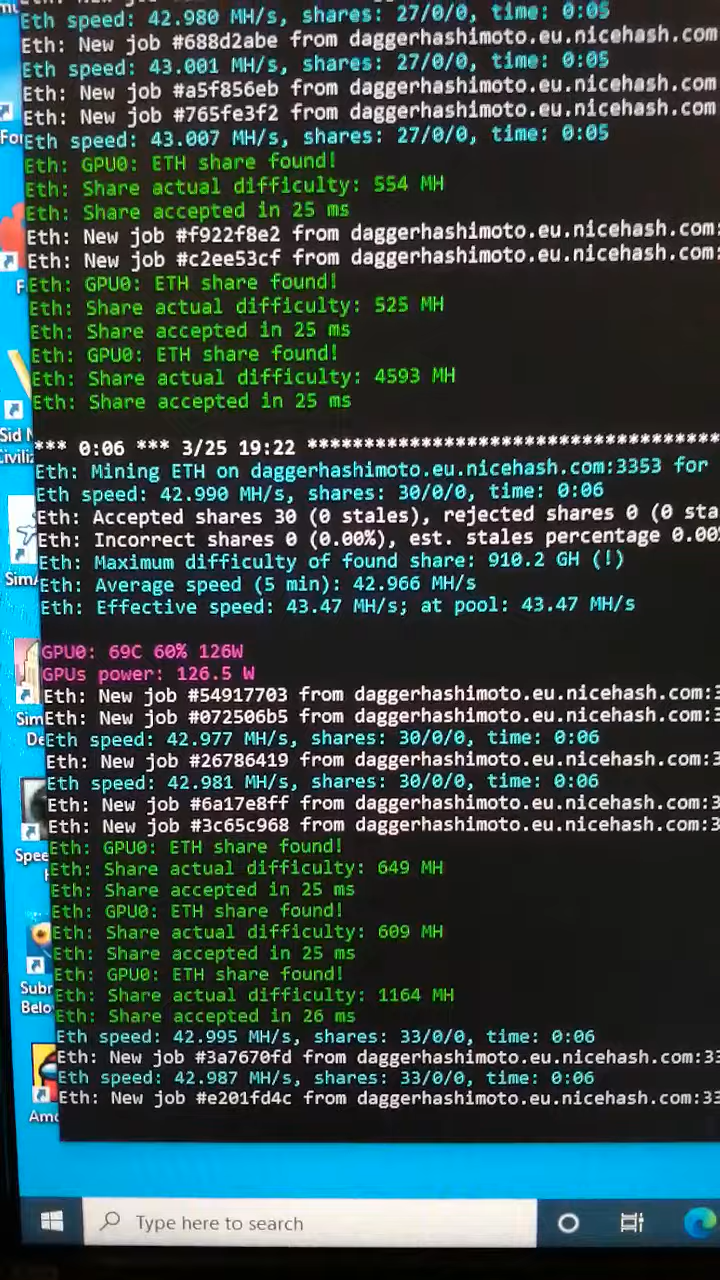 Eth speed: 42.980 MH/s, shares: 27/0/0, time: 0:05
Eth: New job #688d2abe from daggerhashimoto.eu.nicehash.com
Eth speed: 43.001 MH/s, shares: 27/0/0, time: 0:05
Eth: New job #a5f856eb from daggerhashimoto.eu.nicehash.com
Eth: New job #765fe3f2 from daggerhashimoto.eu.nicehash.com
Eth speed: 43.007 MH/s, shares: 27/0/0, time: 0:05
Eth: GPU0: ETH share found!
Eth: Share actual difficulty: 554 MH
Eth: Share accepted in 25 ms
Eth: New job #f922f8e2 from daggerhashimoto.eu.nicehash.com:
Eth: New job #c2ee53cf from daggerhashimoto.eu.nicehash.com:
Eth: GPU0: ETH share found!
Eth: Share actual difficulty: 525 MH
Eth: Share accepted in 25 ms
Eth: GPU0: ETH share found!
Eth: Share actual difficulty: 4593 MH
Eth: Share accepted in 25 ms
*** 0:06 *** 3/25 19:22 **************************************
Eth: Mining ETH on daggerhashimoto.eu.nicehash.com:3353 for
Eth speed: 42.990 MH/s, shares: 30/0/0, time: 0:06
Eth: Accepted shares 30 (0 stales), rejected shares 0 (0 sta
Eth: Incorrect shares 0 (0.00%), est. stales percentage 0.00
Eth: Maximum difficulty of found share: 910.2 GH (!)
Eth: Average speed (5 min): 42.966 MH/s
Eth: Effective speed: 43.47 MH/s; at pool: 43.47 MH/s
GPU0: 69C 60% 126W
GPUs power: 126.5 W
Eth: New job #54917703 from daggerhashimoto.eu.nicehash.com:3
Eth: New job #072506b5 from daggerhashimoto.eu.nicehash.com:3
Eth speed: 42.977 MH/s, shares: 30/0/0, time: 0:06
Eth: New job #26786419 from daggerhashimoto.eu.nicehash.com:3
Eth speed: 42.981 MH/s, shares: 30/0/0, time: 0:06
Eth: New job #6a17e8ff from daggerhashimoto.eu.nicehash.com:3
Eth: New job #3c65c968 from daggerhashimoto.eu.nicehash.com:3
Eth: GPU0: ETH share found!
Eth: Share actual difficulty: 649 MH
Eth: Share accepted in 25 ms
Eth: GPU0: ETH share found!
Eth: Share actual difficulty: 609 MH
Eth: Share accepted in 25 ms
Eth: GPU0: ETH share found!
Eth: Share actual difficulty: 1164 MH
Eth: Share accepted in 26 ms
Eth speed: 42.995 MH/s, shares: 33/0/0, time: 0:06
Eth: New job #3a7670fd from daggerhashimoto.eu.nicehash.com:33
Eth speed: 42.987 MH/s, shares: 33/0/0, time: 0:06
Eth: New job #e201fd4c from daggerhashimoto.eu.nicehash.com:33
For
F
Sid M
Civiliz
SimA
Sim
De
Spee
Subn
Belo
Amo
Type here to search